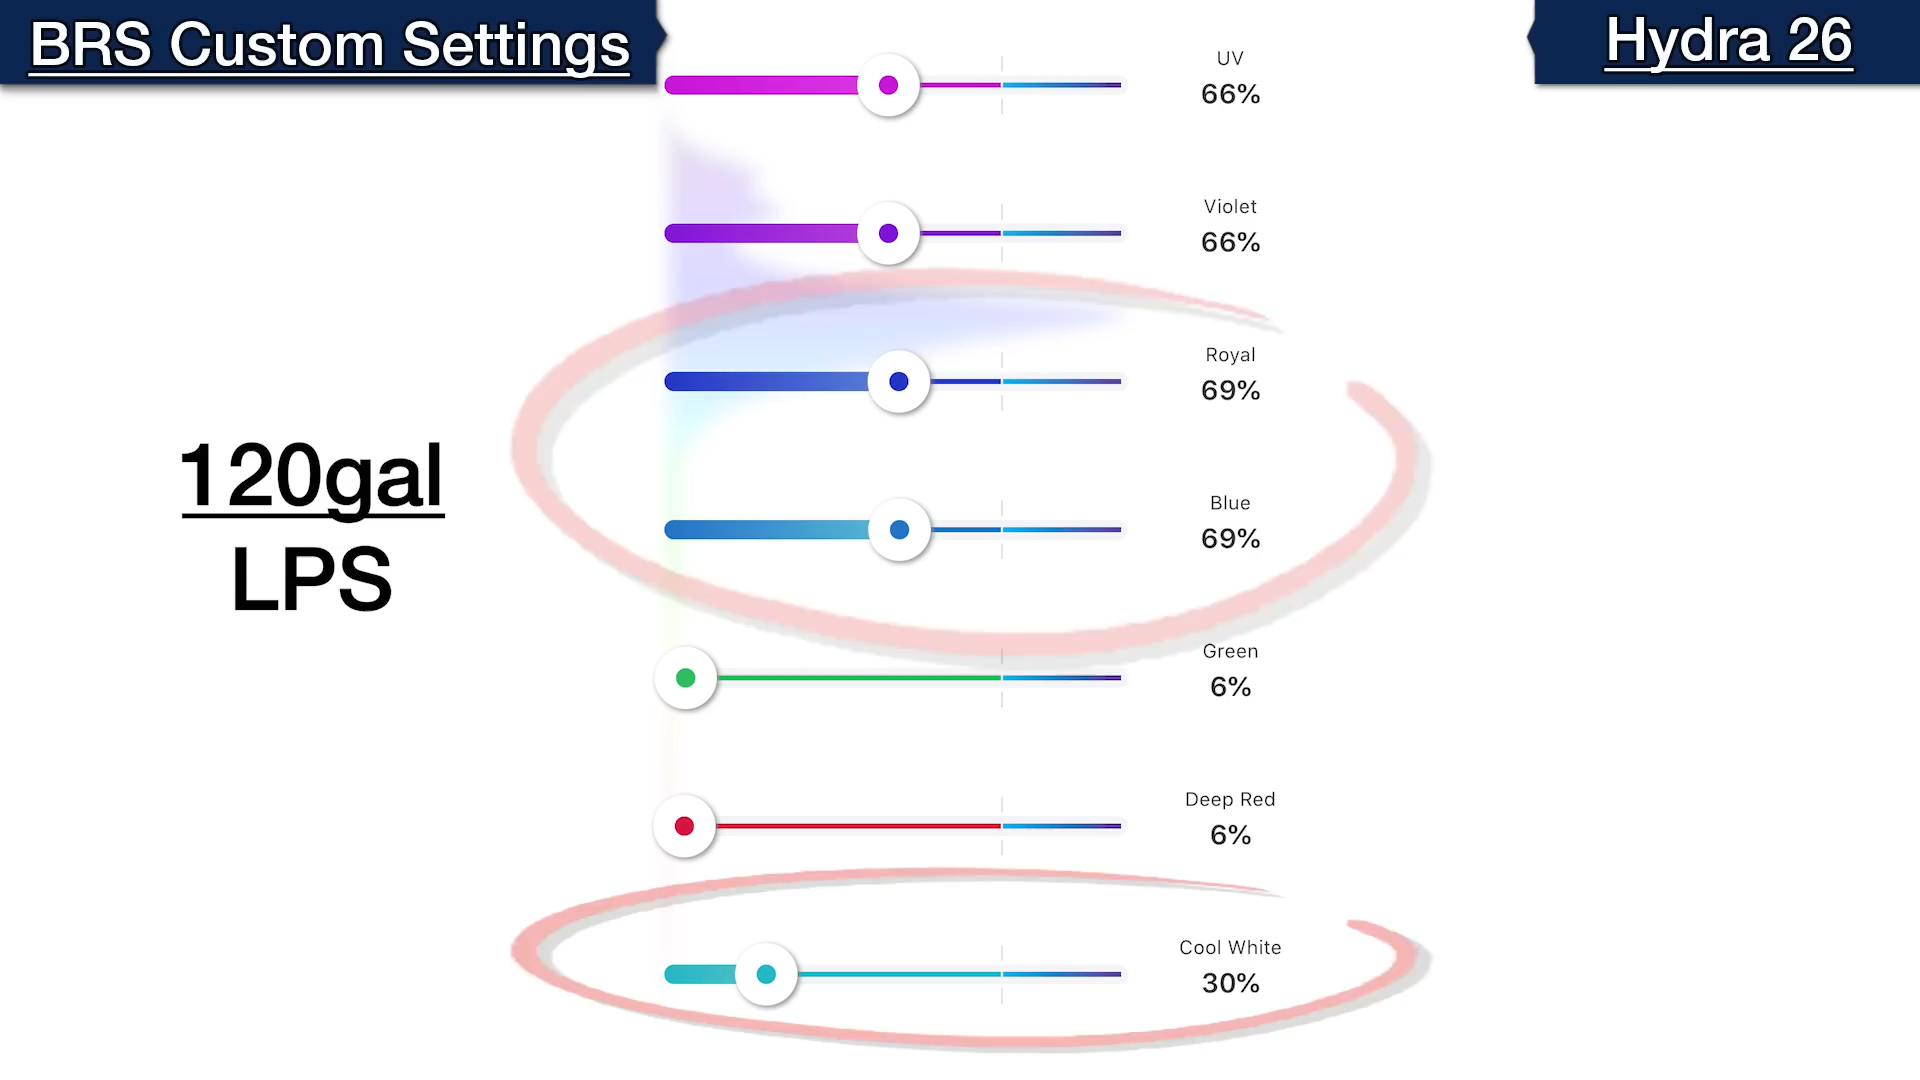 BRS Custom Settings
Hydra 26
UV
66%
Violet
66%
Royal
69%
Blue
69%
120gal
LPS
Green
6%
Deep Red
6%
Cool White
30%